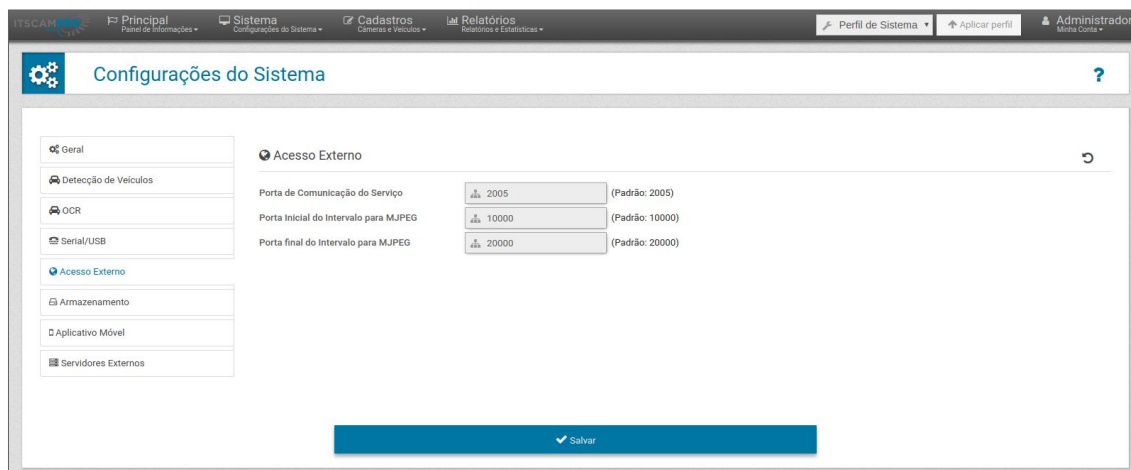 ITSCAMPRO
Principal
Painel de Informações
Sistema
Configurações do Sistema
Cadastros
Câmeras e Veículos
Relatórios
Relatórios e Estatísticas
Perfil de Sistema
Aplicar perfil
Administrador
Minha Conta
Configurações do Sistema
?
Geral
Detecção de Veículos
OCR
Serial/USB
Acesso Externo
Armazenamento
Aplicativo Móvel
Servidores Externos
Acesso Externo
Porta de Comunicação do Serviço 2005 (Padrão: 2005)
Porta Inicial do Intervalo para MJPEG 10000 (Padrão: 10000)
Porta final do Intervalo para MJPEG 20000 (Padrão: 20000)
Salvar